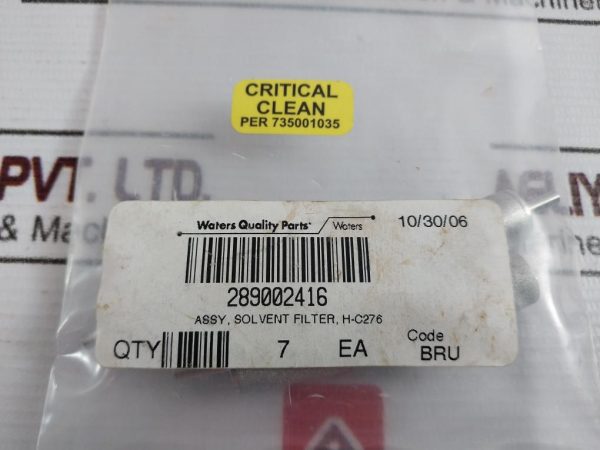 CRITICAL
CLEAN
PER 735001035
PVT. LTD.
Waters Quality Parts
Waters
10/30/06
289002416
ASSY, SOLVENT FILTER, H-C276
QTY 7 EA
Code
BRU